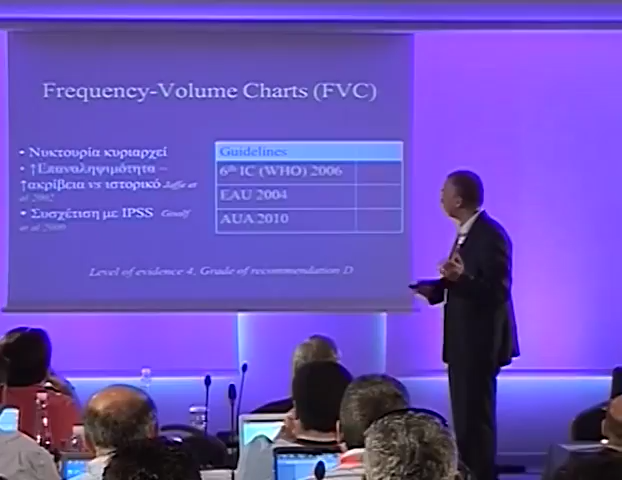 Frequency-Volume Charts (FVC)
• Νυκτουρία κυριαρχεί
• ↑Επαναληψιμότητα –
↑ακρίβεια vs ιστορικό Jaffe et
al 2002
• Συσχέτιση με IPSS
et al 2000
Guidelines
6th IC (WHO) 2006
EAU 2004
AUA 2010
Level of evidence 4, Grade of recommendation D